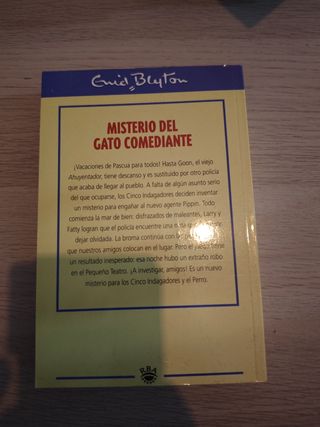 Enid Blyton
MISTERIO DEL
GATO COMEDIANTE
¡Vacaciones de Pascua para todos! Hasta Goon, el viejo
Ahuyentador, tiene descanso y es sustituido por otro policía
que acaba de llegar al pueblo. A falta de algún asunto serio
del que ocuparse, los Cinco Indagadores deciden inventar
un misterio para engañar al nuevo agente Pippin. Todo
comienza la mar de bien: disfrazados de maleantes, Larry y
Fatty logran que el policía encuentre una
dejar olvidada. La broma continúa con
que nuestros amigos colocan en el lugar. Pero el juego tiene
un resultado inesperado: esa noche hubo un extraño robo
en el Pequeño Teatro. ¡A investigar, amigos! Es un nuevo
misterio para los Cinco Indagadores y el Perro.
RBA